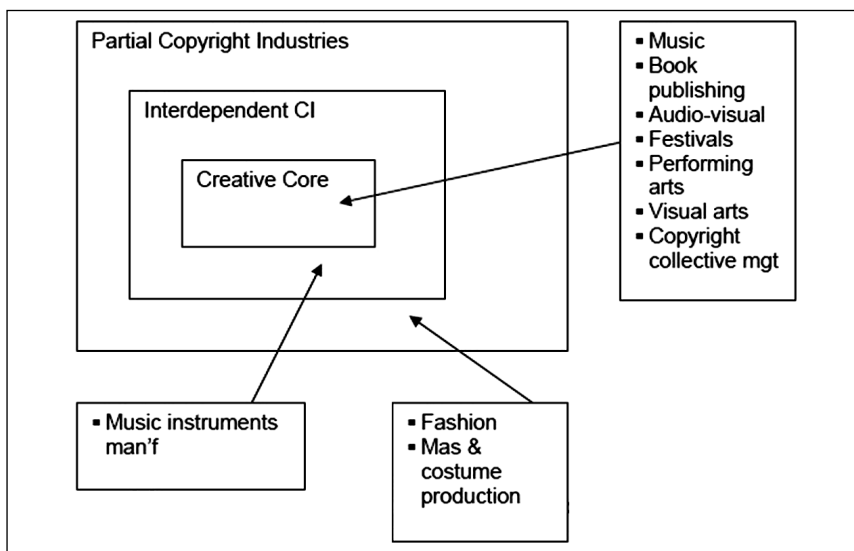 Partial Copyright Industries
Interdependent CI
Creative Core
▪ Music
▪ Book
publishing
▪ Audio-visual
▪ Festivals
▪ Performing
arts
▪ Visual arts
▪ Copyright
collective mgt
▪ Music instruments
man'f
▪ Fashion
▪ Mas &
costume
production